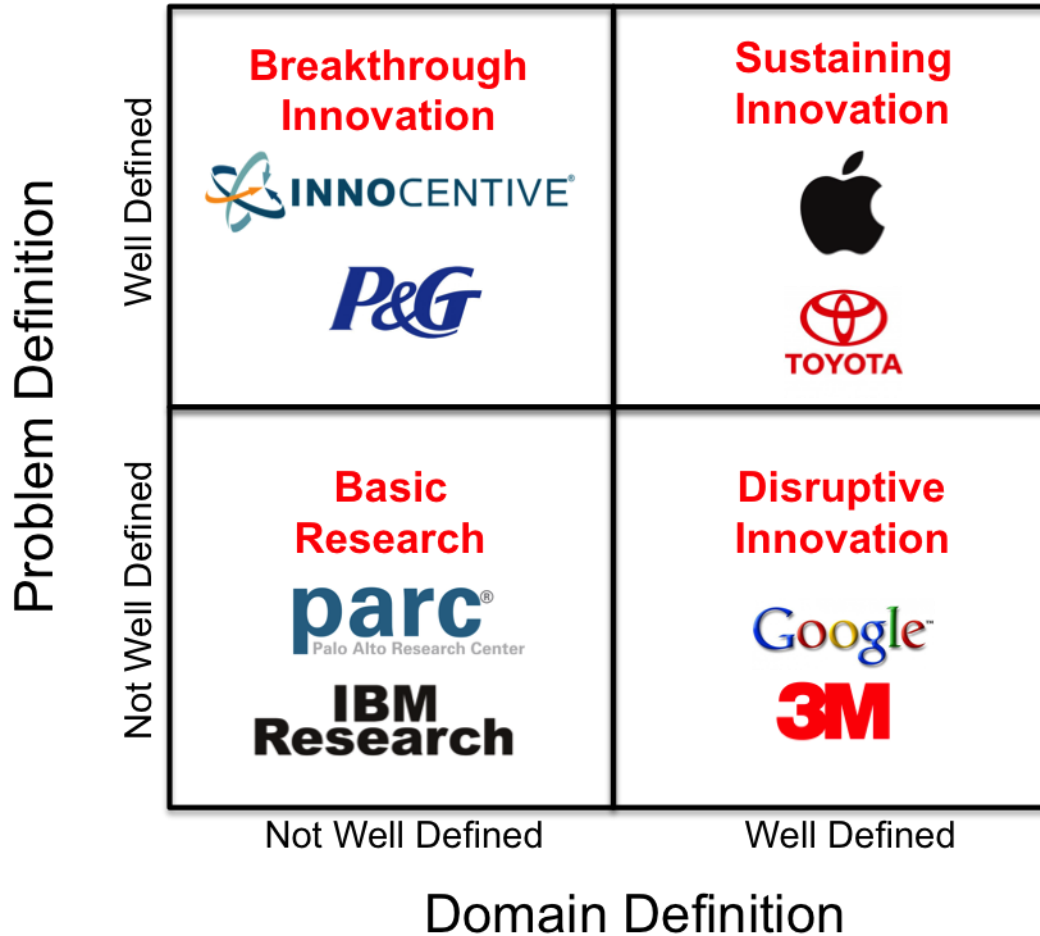 Problem Definition
Well Defined
Not Well Defined
Breakthrough
Innovation
INNOCENTIVE®
P&G
Sustaining
Innovation
TOYOTA
Basic
Research
parc®
Palo Alto Research Center
IBM
Research
Disruptive
Innovation
Google™
3M
Not Well Defined
Well Defined
Domain Definition